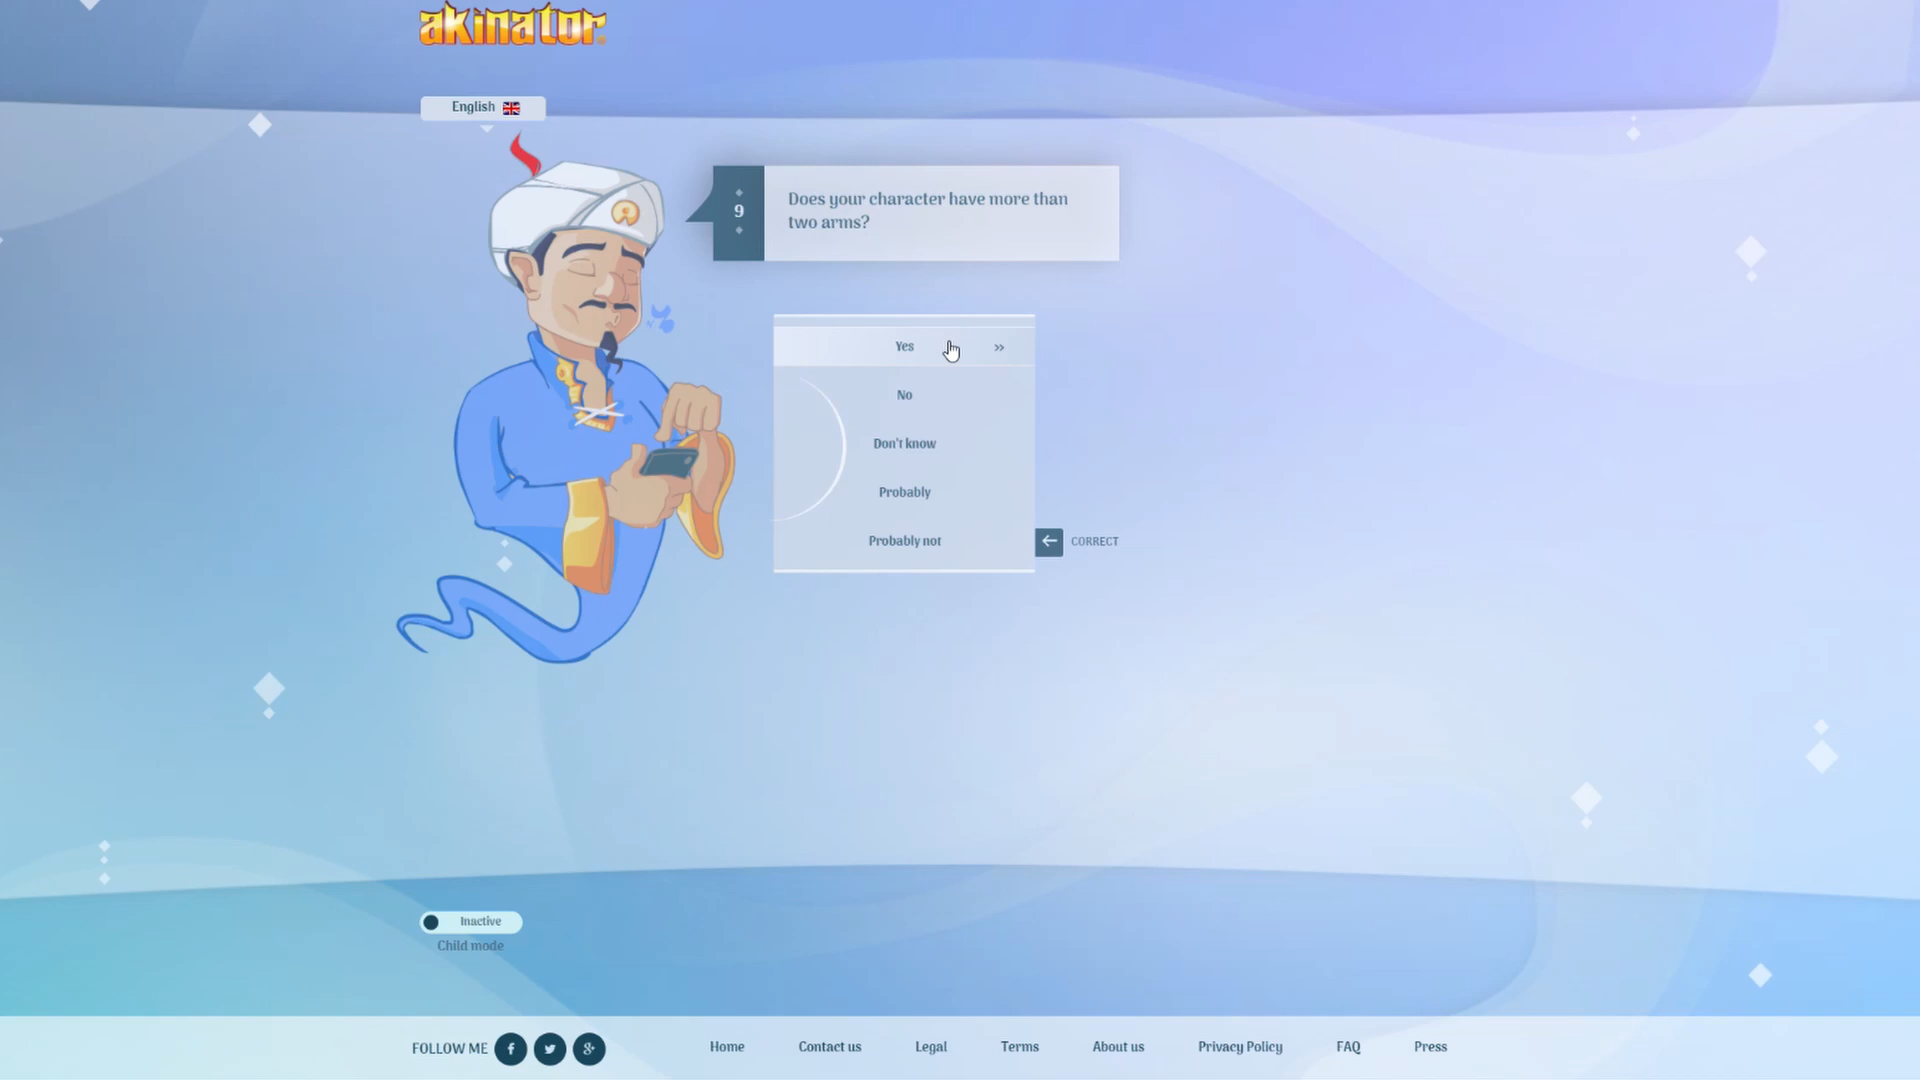 akinator
English
9
Does your character have more than
two arms?
Yes
No
Don't know
Probably
Probably not
CORRECT
Inactive
Child mode
FOLLOW ME
Home
Contact us
Legal
Terms
About us
Privacy Policy
FAQ
Press